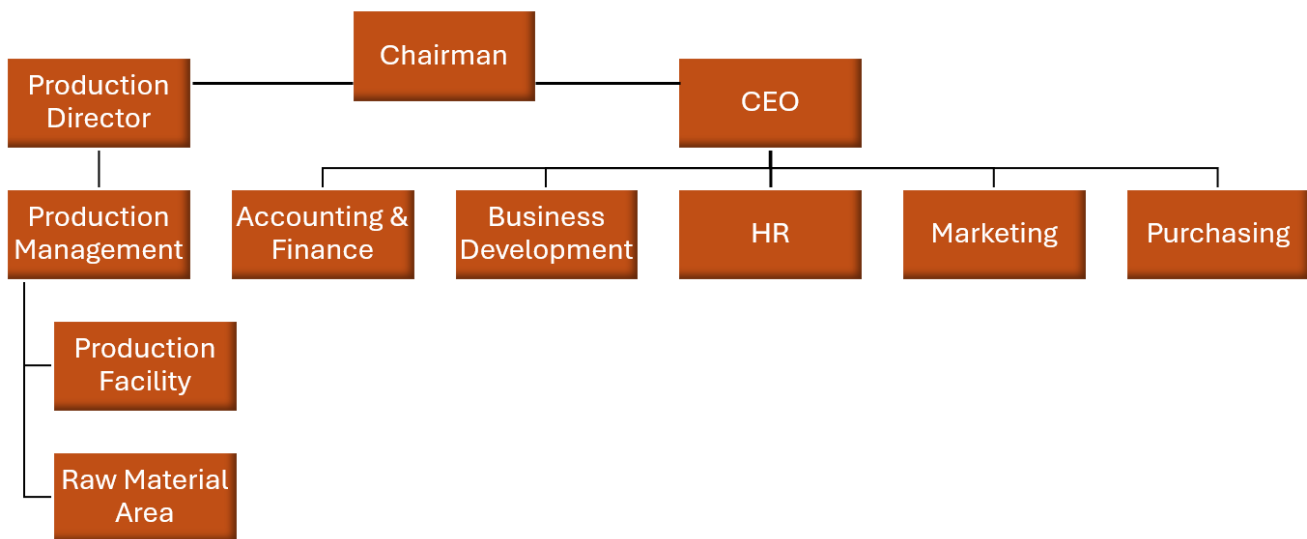 Chairman
Production
Director
CEO
Production
Management
Accounting &
Finance
Business
Development
HR
Marketing
Purchasing
Production
Facility
Raw Material
Area